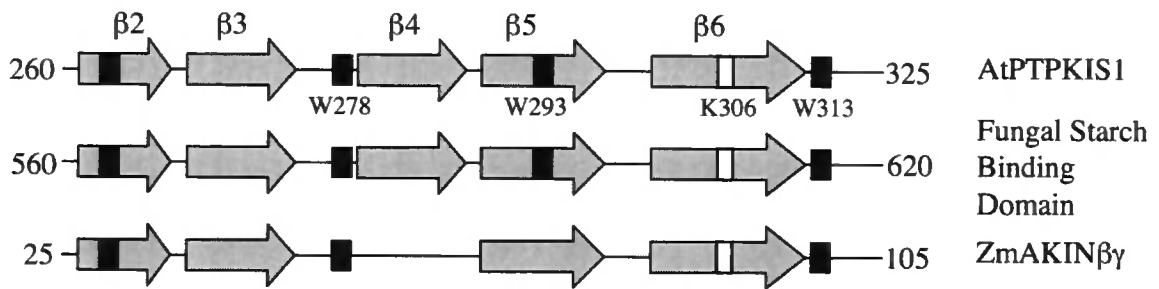 β2 β3 β4 β5 β6
260 325 AtPTPKIS1
W278 W293 K306 W313
560 620 Fungal Starch
Binding
Domain
25 105 ZmAKINβγ